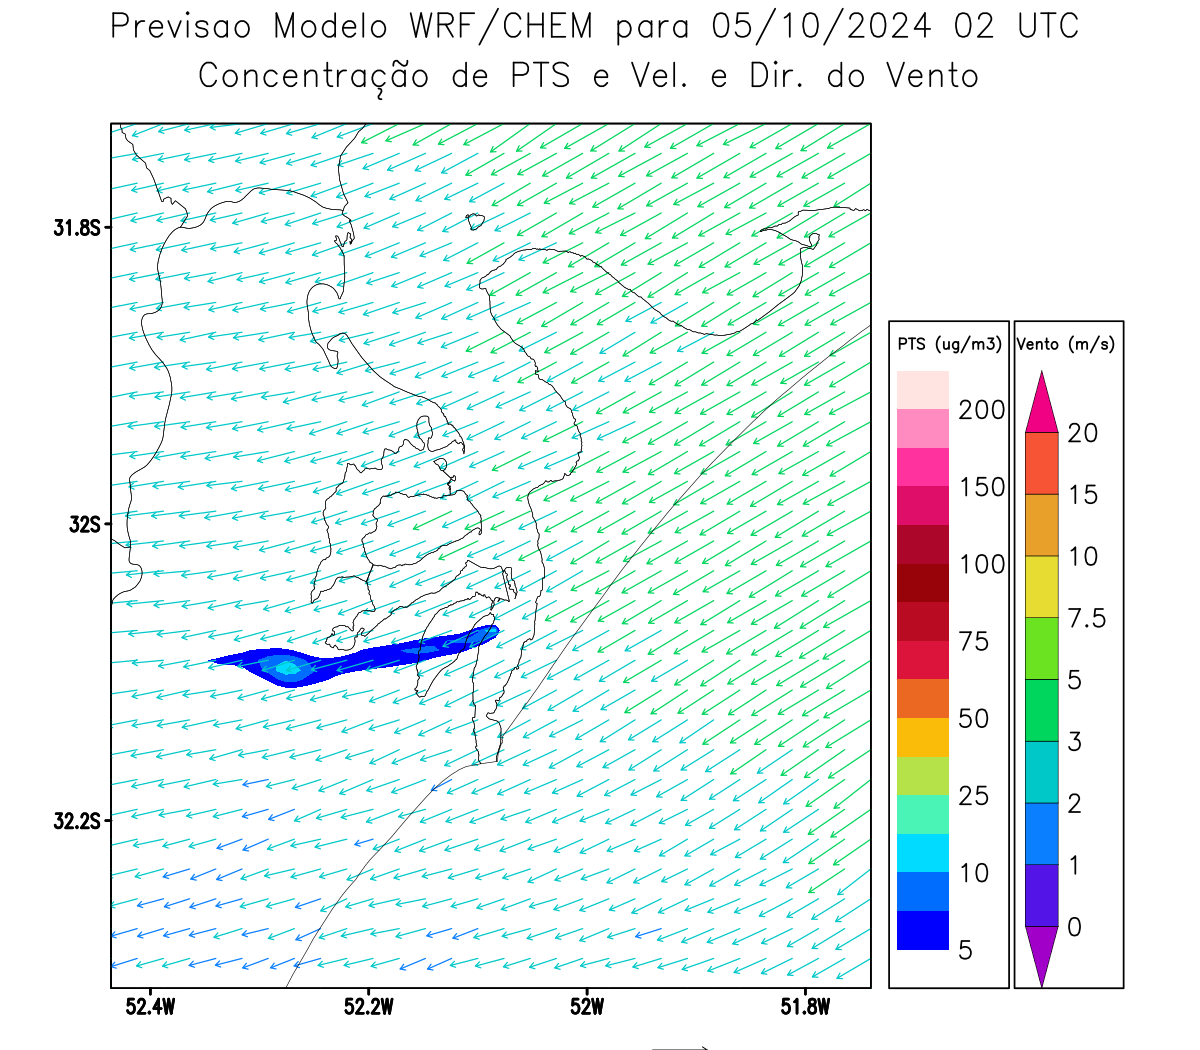 Previsao Modelo WRF/CHEM para 05/10/2024 02 UTC
Concentração de PTS e Vel. e Dir. do Vento
31.8S
32S
32.2S
52.4W 52.2W 52W 51.8W
PTS (ug/m3)
200
150
100
75
50
25
10
5
Vento (m/s)
20
15
10
7.5
5
3
2
1
0